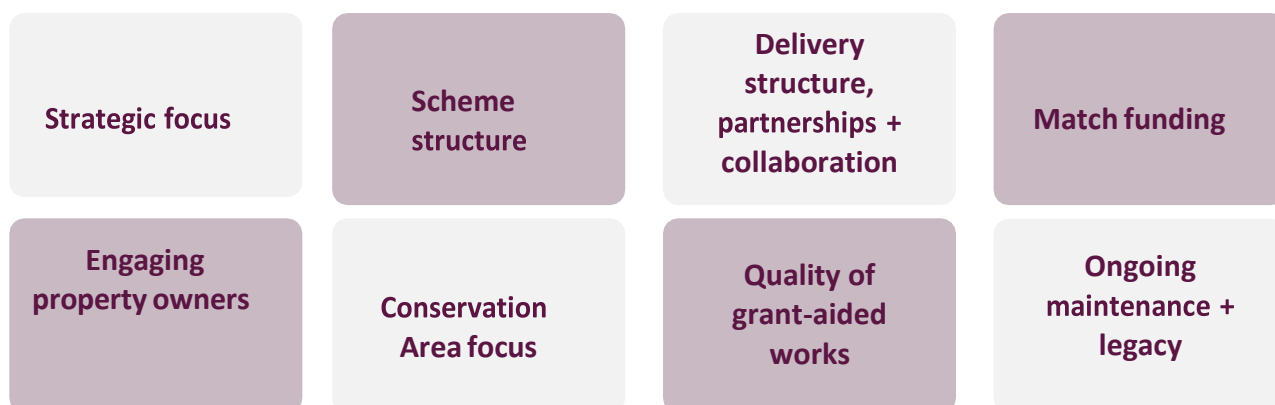 Strategic focus
Scheme
structure
Delivery
structure,
partnerships +
collaboration
Match funding
Engaging
property owners
Conservation
Area focus
Quality of
grant-aided
works
Ongoing
maintenance +
legacy